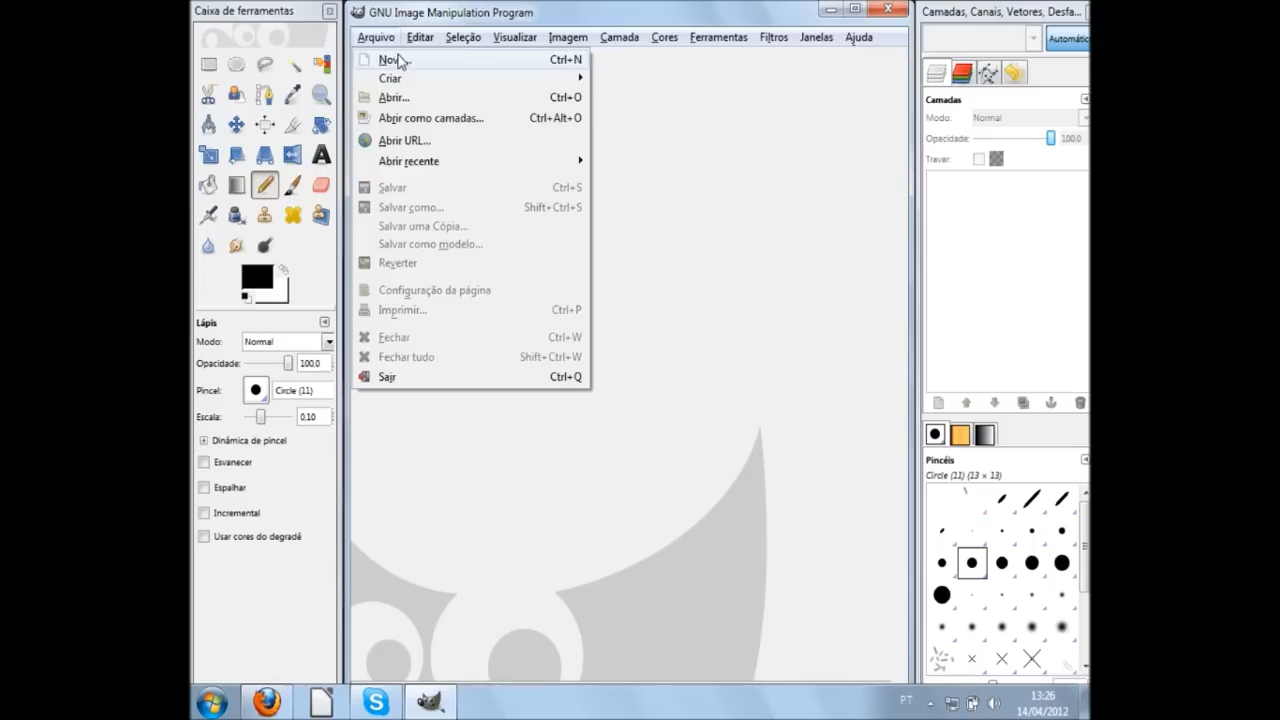 Caixa de ferramentas
GNU Image Manipulation Program
Camadas, Canais, Vetores, Desfa...
Arquivo Editar Seleção Visualizar Imagem Camada Cores Ferramentas Filtros Janelas Ajuda
Ctrl+N
Criar
Abrir... Ctrl+O
Abrir como camadas... Ctrl+Alt+O
Abrir URL...
Abrir recente
Salvar Ctrl+S
Salvar como... Shift+Ctrl+S
Salvar uma Cópia...
Salvar como modelo...
Reverter
Configuração da página
Imprimir... Ctrl+P
Fechar Ctrl+W
Fechar tudo Shift+Ctrl+W
Sair Ctrl+Q
Lápis
Modo: Normal
Opacidade: 100,0
Pincel: Circle (11)
Escala: 0,10
Dinâmica de pincel
Esvanecer
Espalhar
Incremental
Usar cores do degradê
Camadas
Modo: Normal
Opacidade: 100,0
Travar:
Pincéis
Circle (11) (13 × 13)
PT
13:26
14/04/2012